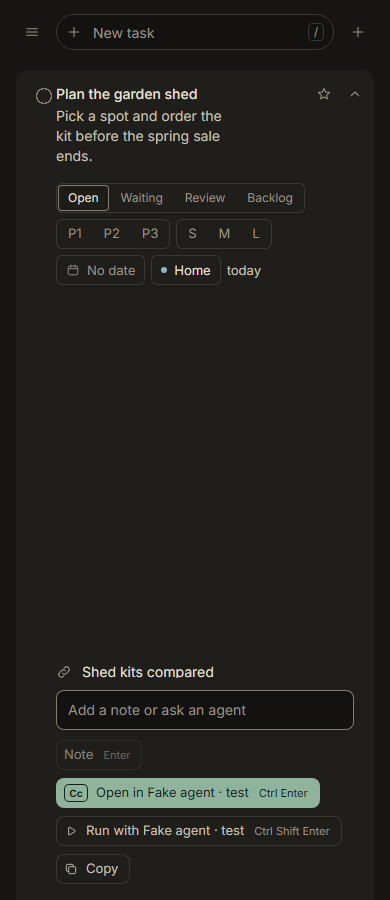 New task /
Plan the garden shed
Pick a spot and order the
kit before the spring sale
ends.
Open Waiting Review Backlog
P1 P2 P3 S M L
No date Home today
Shed kits compared
Add a note or ask an agent
Note Enter
Cc Open in Fake agent · test Ctrl Enter
Run with Fake agent · test Ctrl Shift Enter
Copy